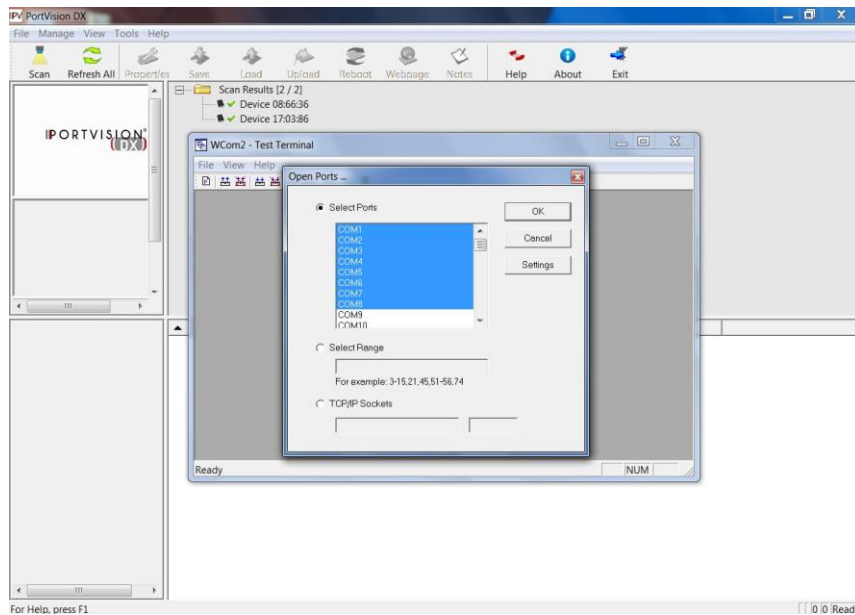 PortVision DX
File Manage View Tools Help
Scan Refresh All Properties Save Load Upload Reboot Webpage Notes Help About Exit
Scan Results [2 / 2]
Device 08:66:36
Device 17:03:86
PORTVISION
DX
WCom2 - Test Terminal
File View Help
Open Ports ...
Select Ports
OK
COM1
COM2
COM3
COM4
COM5
COM6
COM7
COM8
COM9
COM10
Cancel
Settings
Select Range
For example: 3-15,21,45,51-56,74
TCP/IP Sockets
Ready NUM
For Help, press F1 0 0 Read